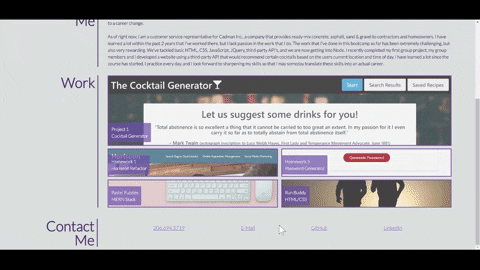 Me
to a career change.
As of right now, I am a customer service representative for Cadman Inc., a company that provides ready-mix concrete, asphalt, sand & gravel to contractors and homeowners. I have
learned a lot within the past 2 years that I've worked there, but I lack passion in the work that I do. The work that I've done in this bootcamp so far has been extremely challenging, but
also very rewarding. We've tackled basic HTML, CSS, JavaScript, jQuery, third-party API's, and we are now getting into Node. I recently completed my first group project, my group
members and I developed a website using a third-party API that would recommend certain cocktails based on the users current location and time of day. I have learned a lot since the
course has started. I practice every day, and I look forward to sharpening my skills so that I may someday translate these skills into an actual career.
Work
The Cocktail Generator
Start
Search Results
Saved Recipes
Let us suggest some drinks for you!
"Total abstinence is so excellent a thing that it cannot be carried to too great an extent. In my passion for it I even
carry it so far as to totally abstain from total abstinence itself."
- Mark Twain
Project 1
Cocktail Generator
Homework 1
Horiseon Refactor
Generate Password
Homework 3
Password Generator
MERN Stack
Run Buddy
HTML/CSS
Contact
Me
206.694.3719
E-Mail
GitHub
LinkedIn